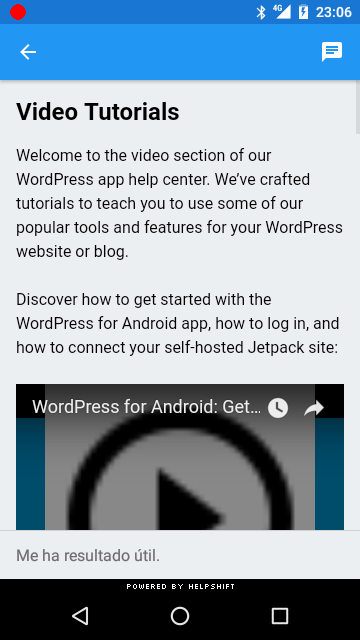 4G 23:06
Video Tutorials
Welcome to the video section of our
WordPress app help center. We’ve crafted
tutorials to teach you to use some of our
popular tools and features for your WordPress
website or blog.
Discover how to get started with the
WordPress for Android app, how to log in, and
how to connect your self-hosted Jetpack site:
WordPress for Android: Get...
Me ha resultado útil.
POWERED BY HELPSHIFT